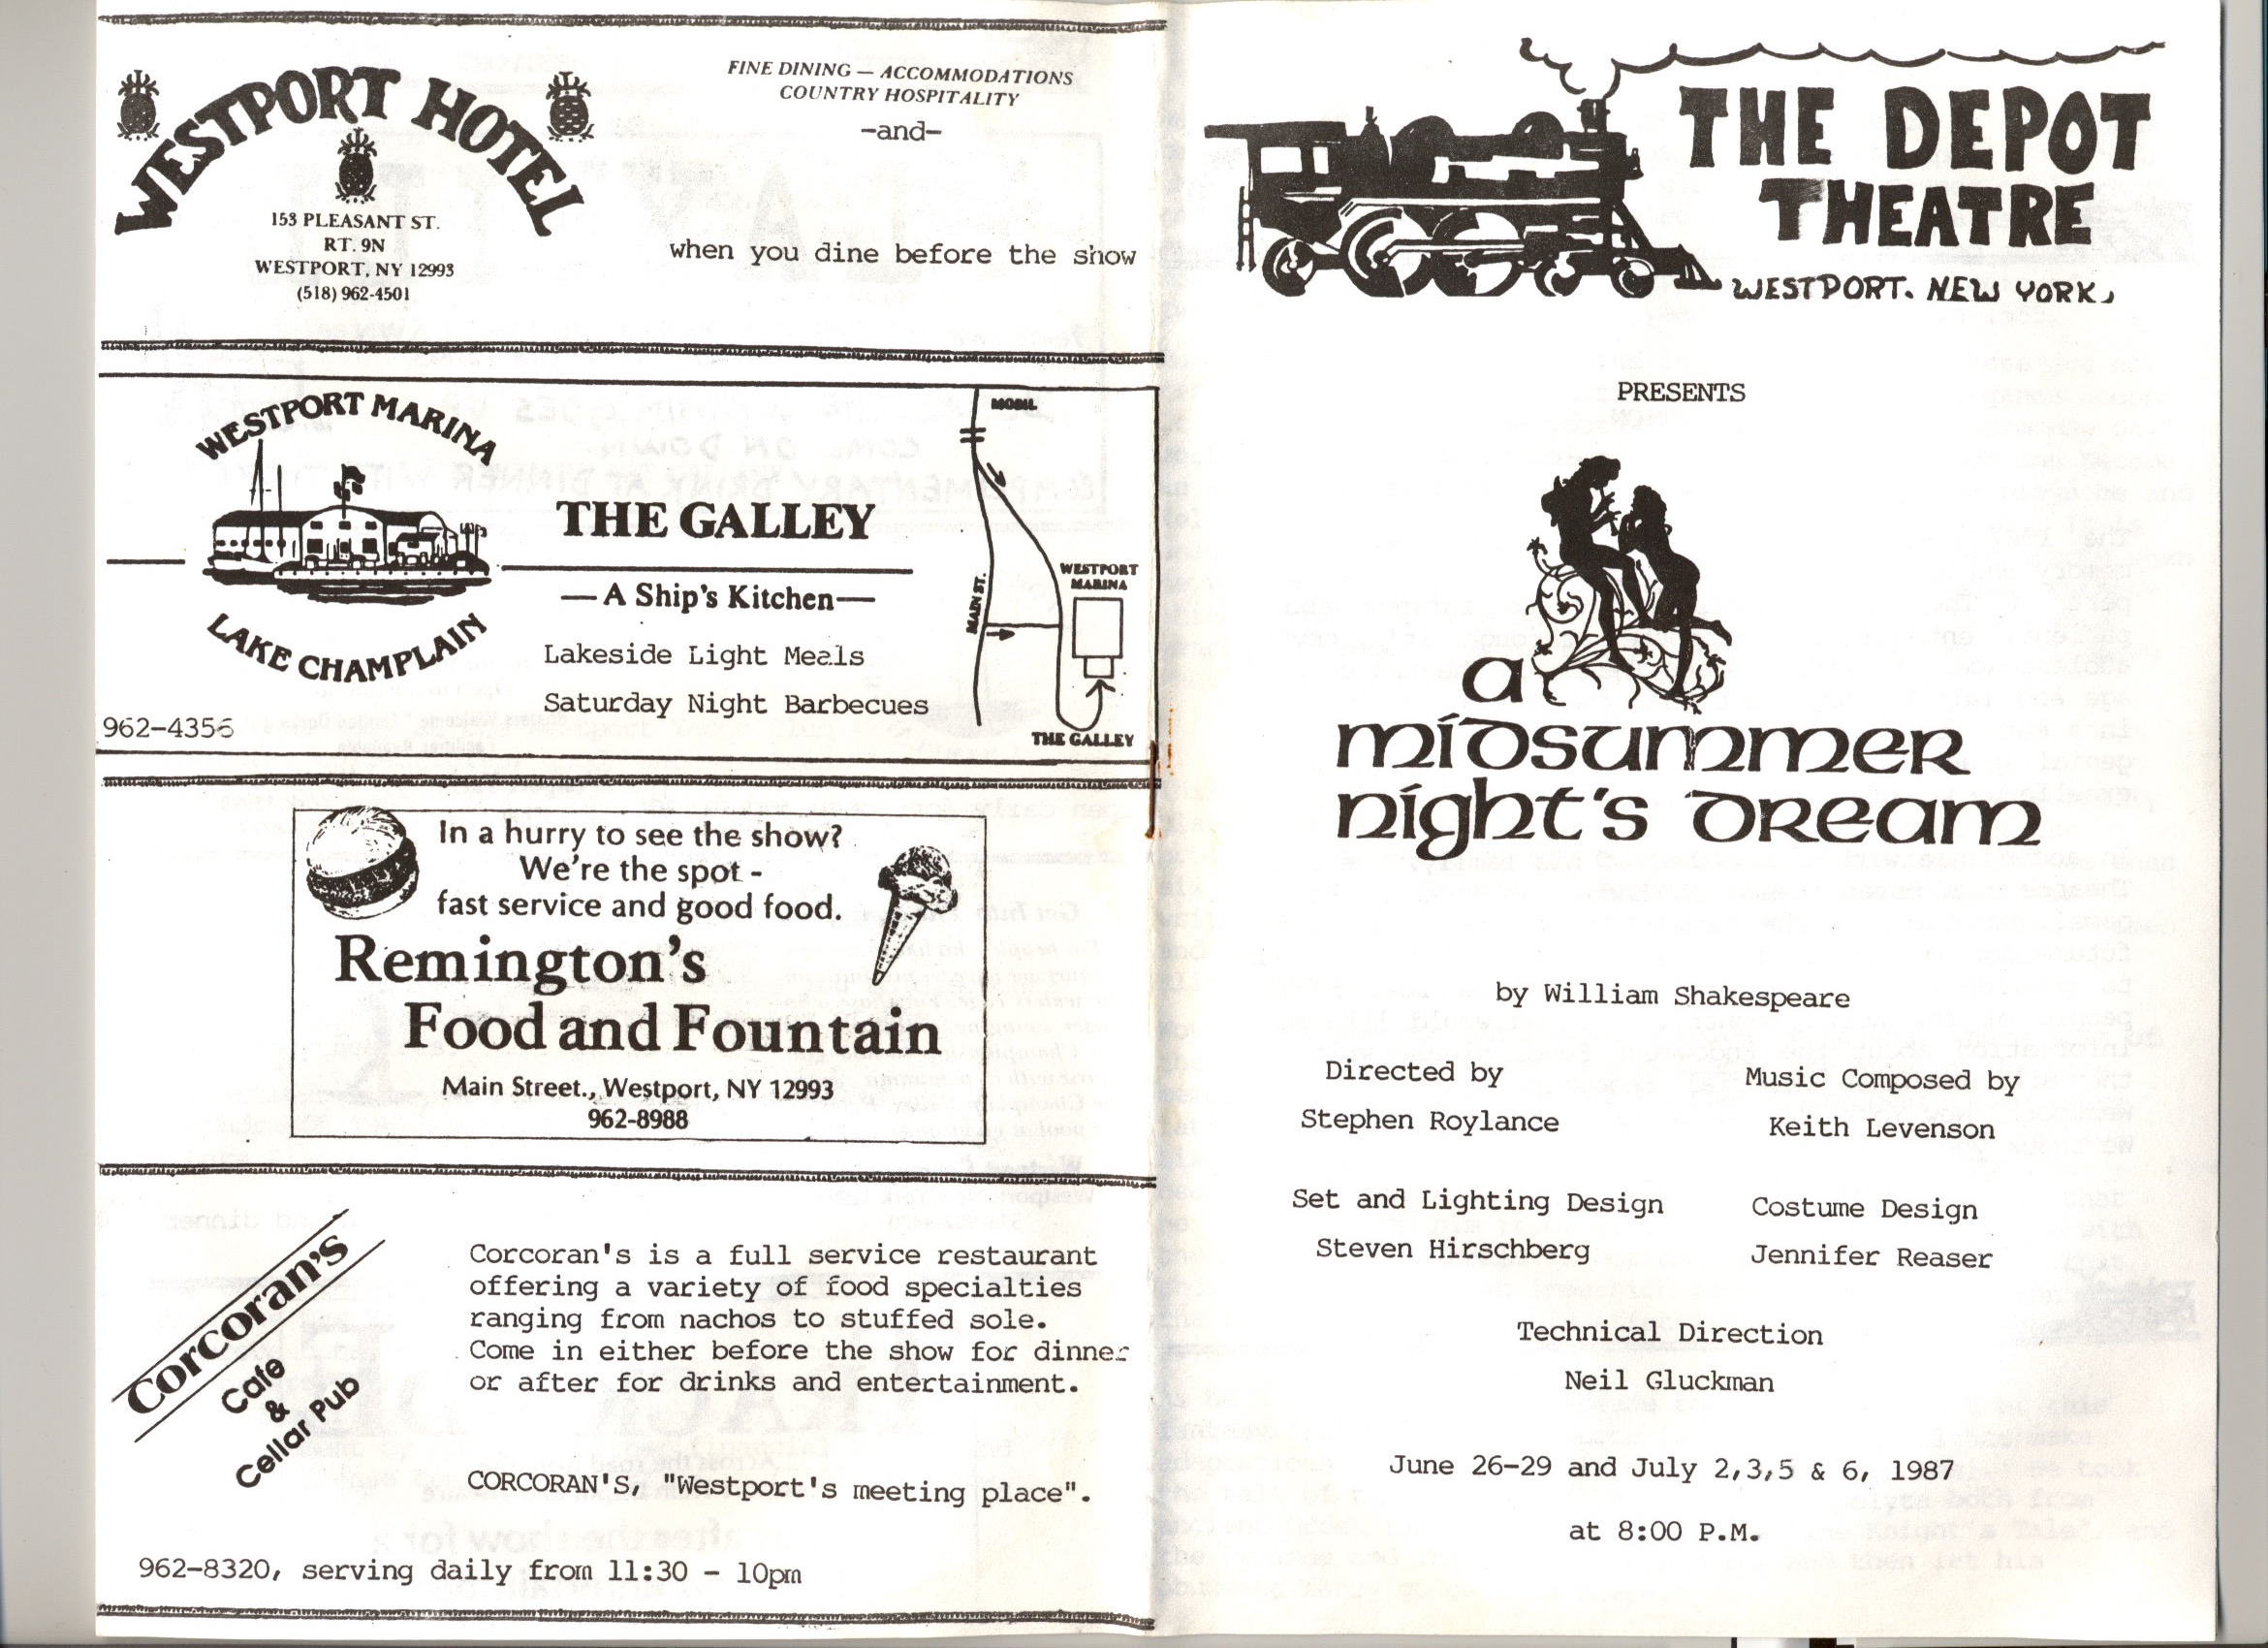 WESTPORT HOTEL
153 PLEASANT ST.
RT. 9N
WESTPORT, NY 12993
(518) 962-4501
FINE DINING — ACCOMMODATIONS
COUNTRY HOSPITALITY
-and-
when you dine before the show
WESTPORT MARINA
LAKE CHAMPLAIN
962-4356
THE GALLEY
—A Ship's Kitchen—
Lakeside Light Meals
Saturday Night Barbecues
MOBIL
MAIN ST.
WESTPORT
MARINA
THE GALLEY
In a hurry to see the show?
We're the spot -
fast service and good food.
Remington's
Food and Fountain
Main Street., Westport, NY 12993
962-8988
Corcoran's
Cafe
&
Cellar Pub
Corcoran's is a full service restaurant
offering a variety of food specialties
ranging from nachos to stuffed sole.
Come in either before the show for dinner
or after for drinks and entertainment.
CORCORAN'S, "Westport's meeting place".
962-8320, serving daily from 11:30 - 10pm
THE DEPOT
THEATRE
WESTPORT. NEW YORK,
PRESENTS
a
midsummer
night's dream
by William Shakespeare
Directed by
Stephen Roylance
Music Composed by
Keith Levenson
Set and Lighting Design
Steven Hirschberg
Costume Design
Jennifer Reaser
Technical Direction
Neil Gluckman
June 26-29 and July 2,3,5 & 6, 1987
at 8:00 P.M.